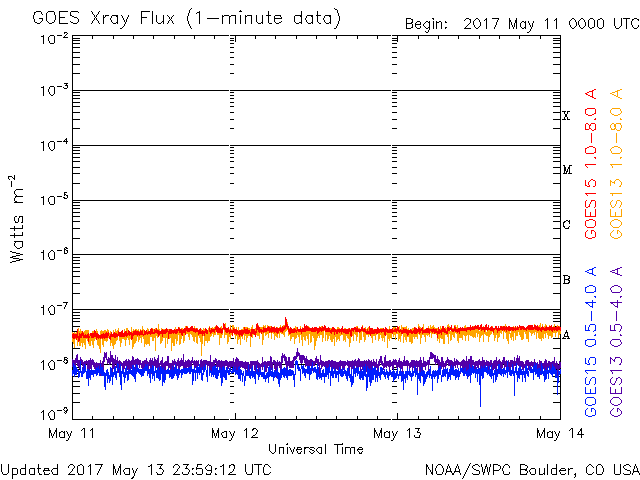 GOES Xray Flux (1-minute data)
Begin: 2017 May 11 0000 UTC
10⁻²
10⁻³
10⁻⁴
10⁻⁵
10⁻⁶
10⁻⁷
10⁻⁸
10⁻⁹
Watts m⁻²
X
M
C
B
A
GOES15 1.0-8.0 A
GOES13 1.0-8.0 A
GOES15 0.5-4.0 A
GOES13 0.5-4.0 A
May 11
May 12
May 13
May 14
Universal Time
Updated 2017 May 13 23:59:12 UTC
NOAA/SWPC Boulder, CO USA